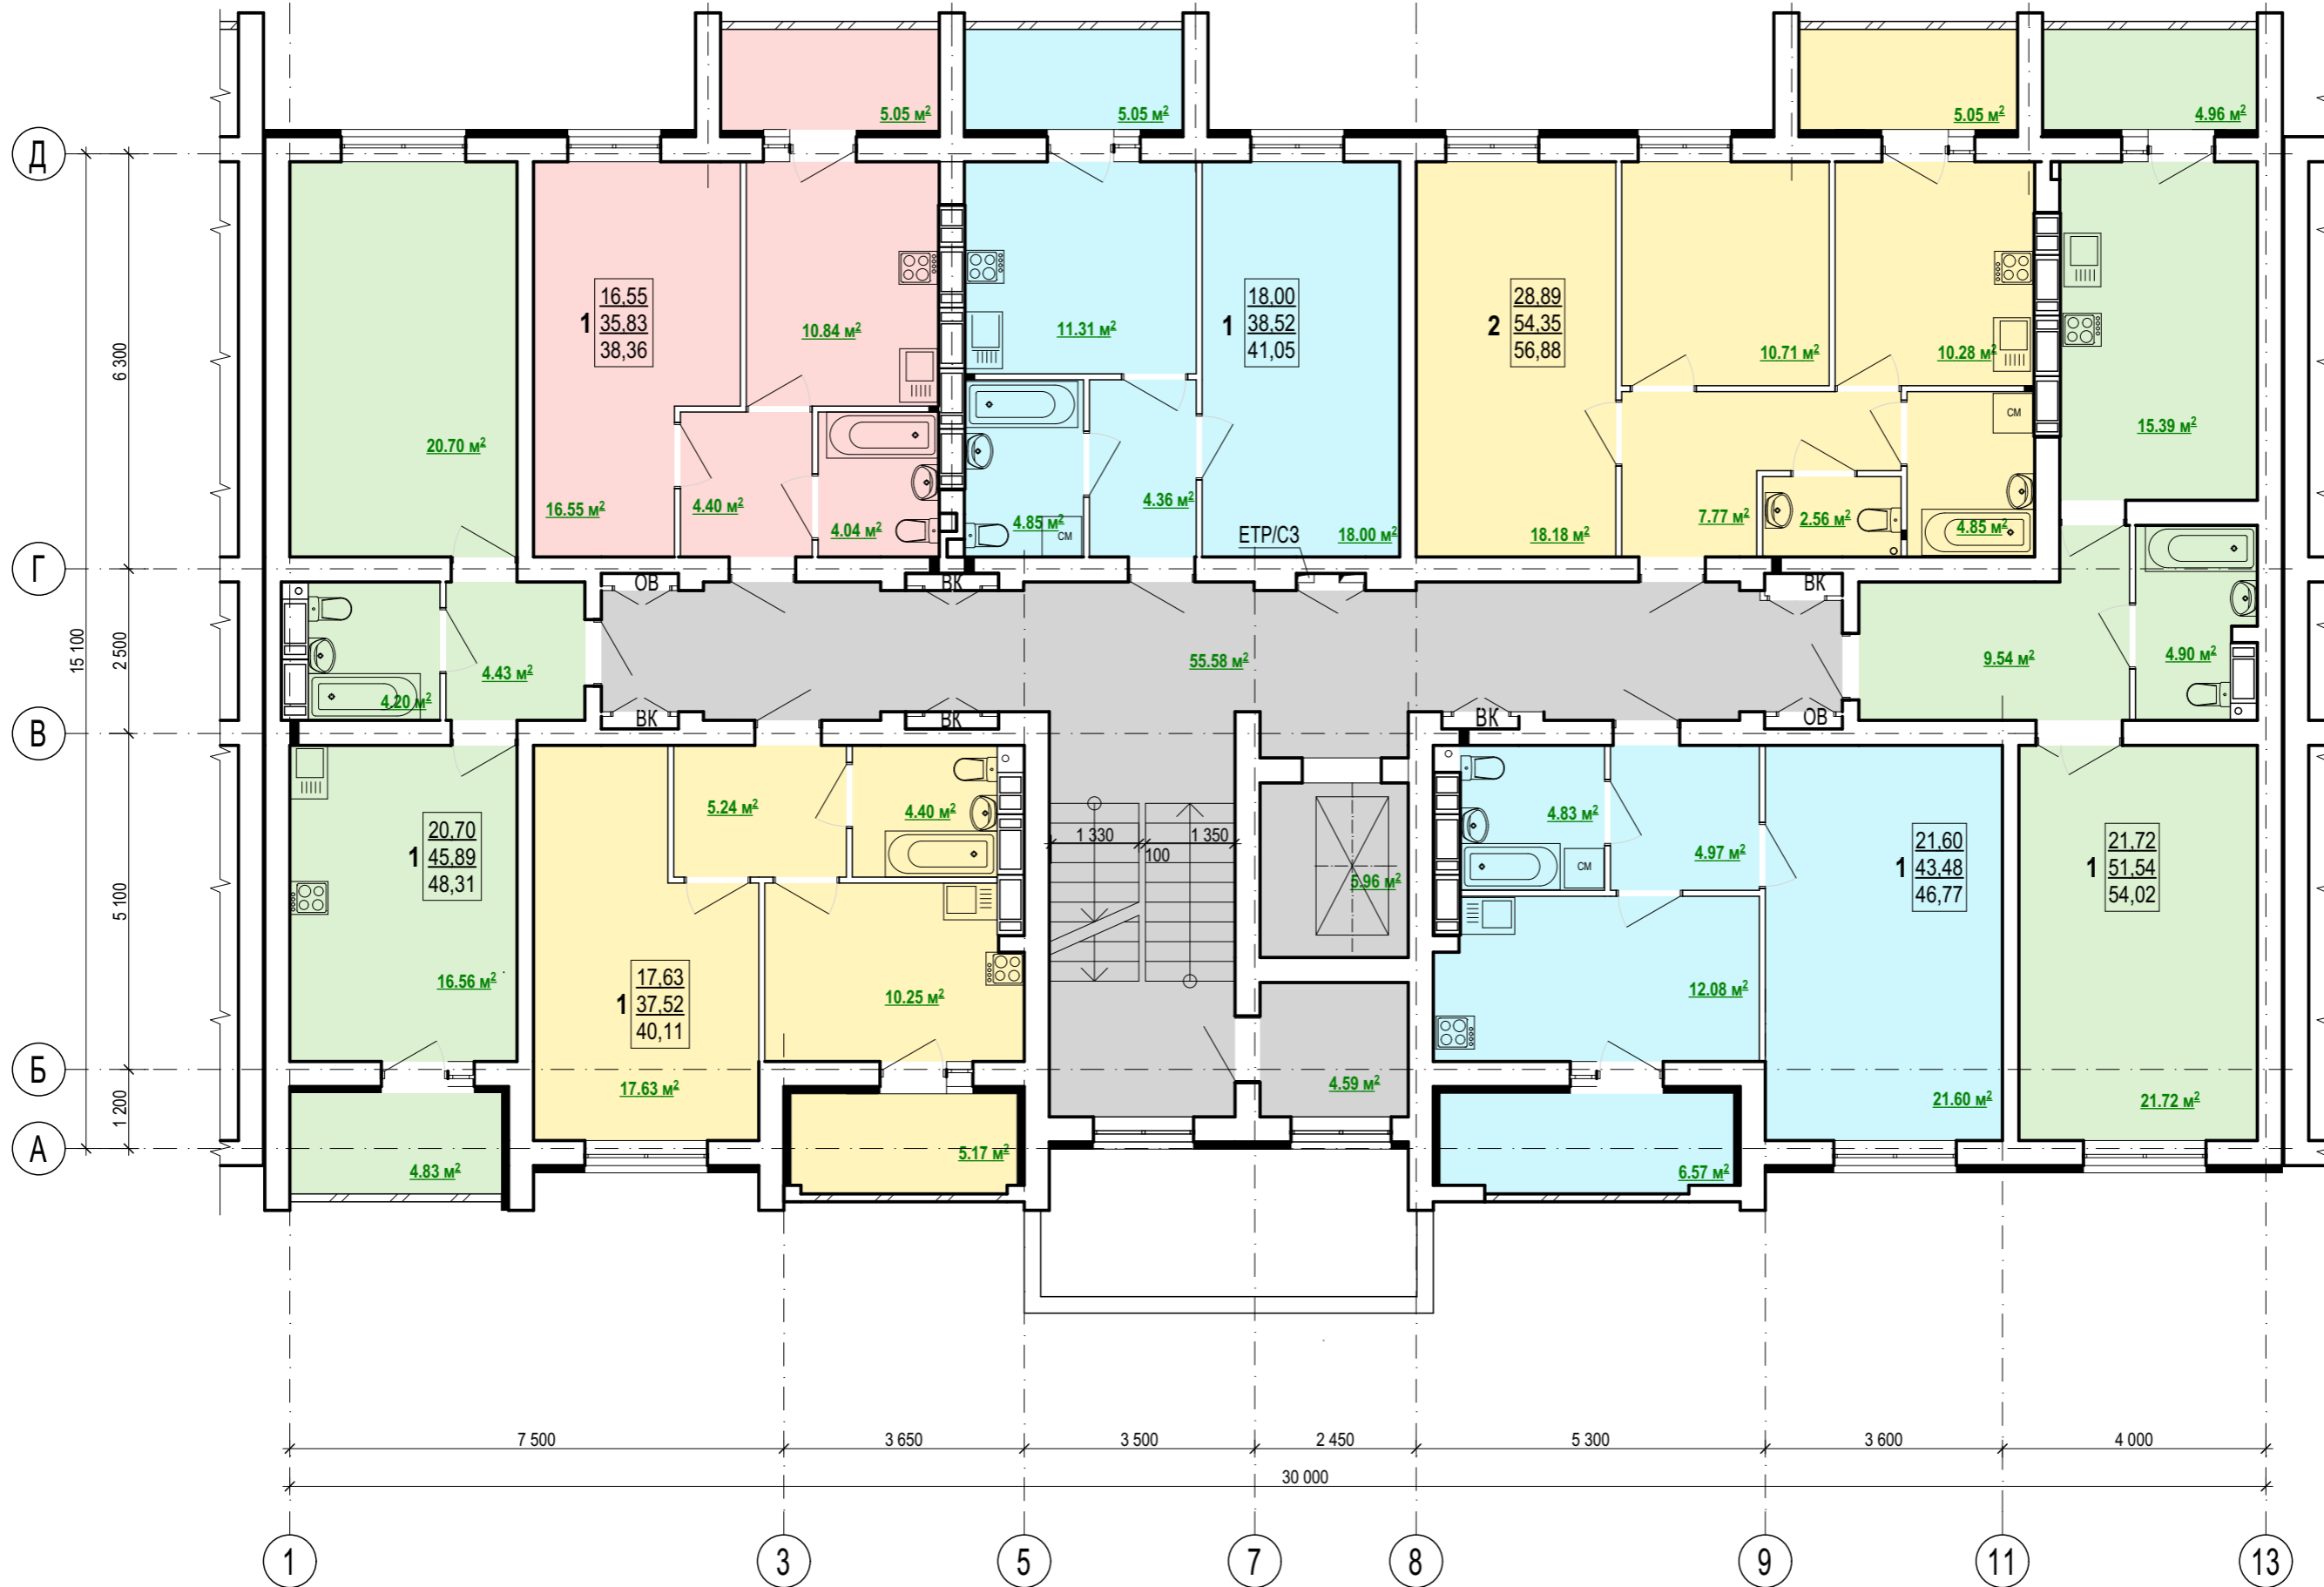 5.05 м²
5.05 м²
5.05 м²
4.96 м²
Д
20.70 м²
16,55
1 35,83
38,36
16.55 м²
10.84 м²
4.40 м²
4.04 м²
11.31 м²
18,00
1 38,52
41,05
4.85 м²
СМ
4.36 м²
18.00 м²
28,89
2 54,35
56,88
18.18 м²
10.71 м²
10.28 м²
7.77 м²
2.56 м²
СМ
4.85 м²
15.39 м²
6 300
15 100
2 500
5 100
1 200
Г
ОВ
ВК
ЕТР/С3
ВК
4.20 м²
4.43 м²
55.58 м²
9.54 м²
4.90 м²
В
ВК
ВК
ВК
ОВ
20,70
1 45,89
48,31
16.56 м²
5.24 м²
4.40 м²
17,63
1 37,52
40,11
10.25 м²
17.63 м²
1 330
100
1 350
5.96 м²
4.59 м²
4.83 м²
СМ
4.97 м²
12.08 м²
21,60
1 43,48
46,77
21.60 м²
21,72
1 51,54
54,02
21.72 м²
Б
А
4.83 м²
5.17 м²
6.57 м²
7 500
3 650
3 500
2 450
5 300
3 600
4 000
30 000
1
3
5
7
8
9
11
13